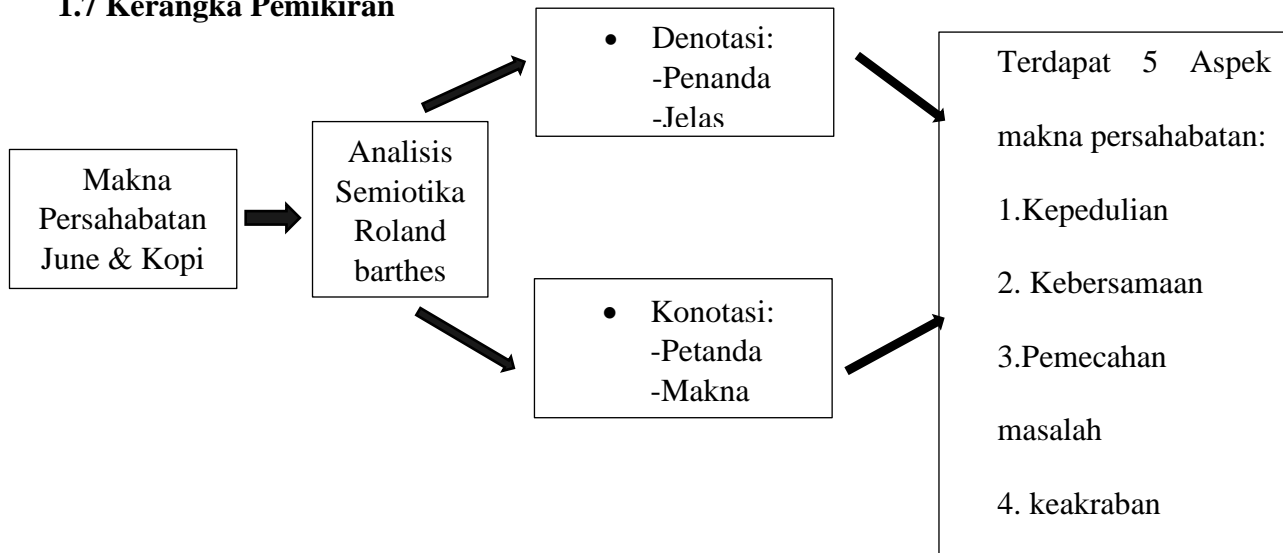 1.7 Kerangka Pemikiran
Makna
Persahabatan
June & Kopi
Analisis
Semiotika
Roland
barthes
• Denotasi:
-Penanda
-Jelas
• Konotasi:
-Petanda
-Makna
Terdapat 5 Aspek
makna persahabatan:
1.Kepedulian
2. Kebersamaan
3.Pemecahan
masalah
4. keakraban